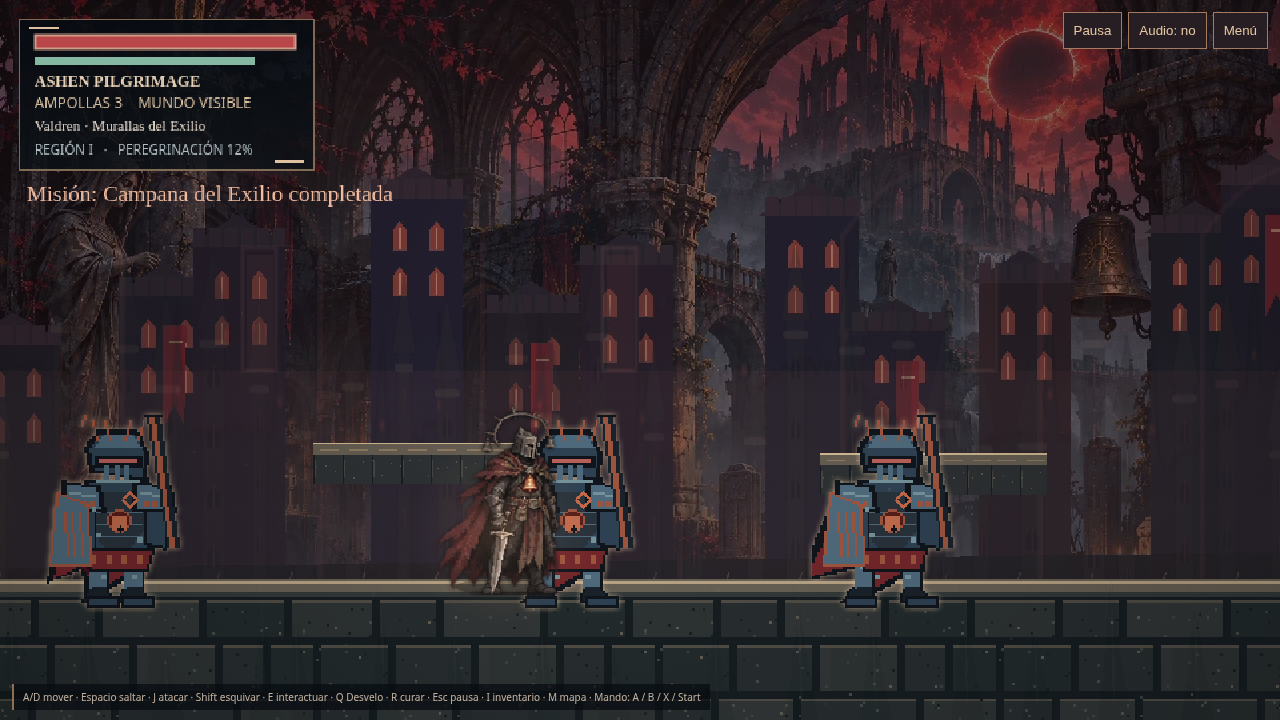 Pausa
Audio: no
Menú
ASHEN PILGRIMAGE
AMPOLLAS 3 MUNDO VISIBLE
Valdren · Murallas del Exilio
REGIÓN I · PEREGRINACIÓN 12%
Misión: Campana del Exilio completada
A/D mover · Espacio saltar · J atacar · Shift esquivar · E interactuar · Q Desvelo · R curar · Esc pausa · I inventario · M mapa · Mando: A / B / X / Start